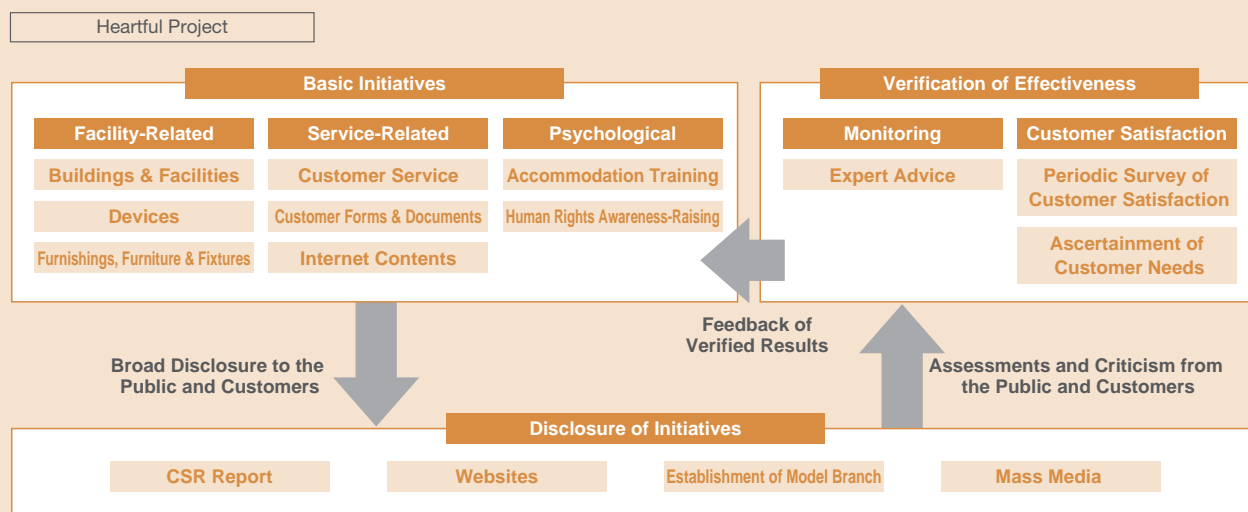 Heartful Project
Basic Initiatives
Facility-Related
Buildings & Facilities
Devices
Furnishings, Furniture & Fixtures
Service-Related
Customer Service
Customer Forms & Documents
Internet Contents
Psychological
Accommodation Training
Human Rights Awareness-Raising
Verification of Effectiveness
Monitoring
Expert Advice
Customer Satisfaction
Periodic Survey of
Customer Satisfaction
Ascertainment of
Customer Needs
Feedback of
Verified Results
Broad Disclosure to the
Public and Customers
Assessments and Criticism from
the Public and Customers
Disclosure of Initiatives
CSR Report
Websites
Establishment of Model Branch
Mass Media